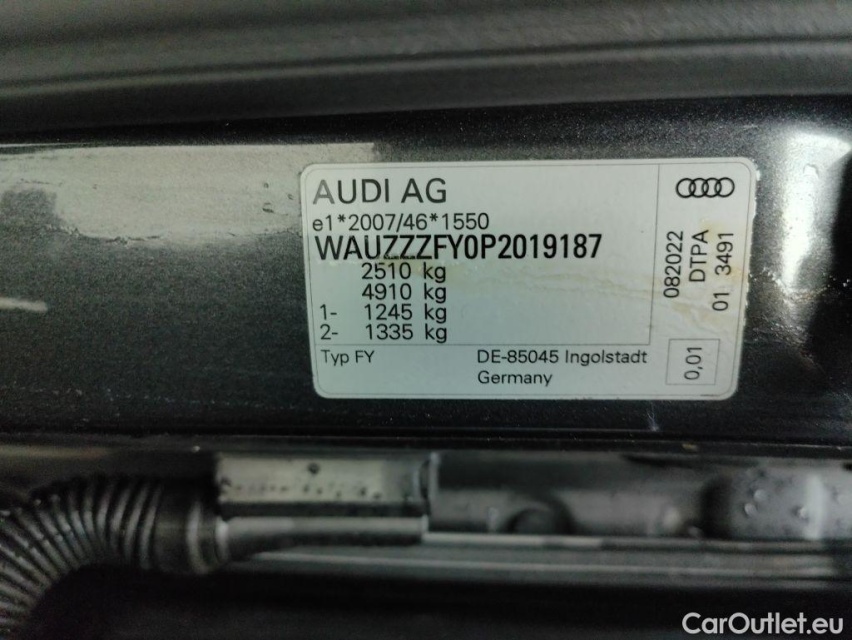 AUDI AG
e1*2007/46*1550
WAUZZZFY0P2019187
2510 kg
4910 kg
1- 1245 kg
2- 1335 kg
Typ FY
DE-85045 Ingolstadt
Germany
082022
DTPA
01 3491
0,01
CarOutlet.eu